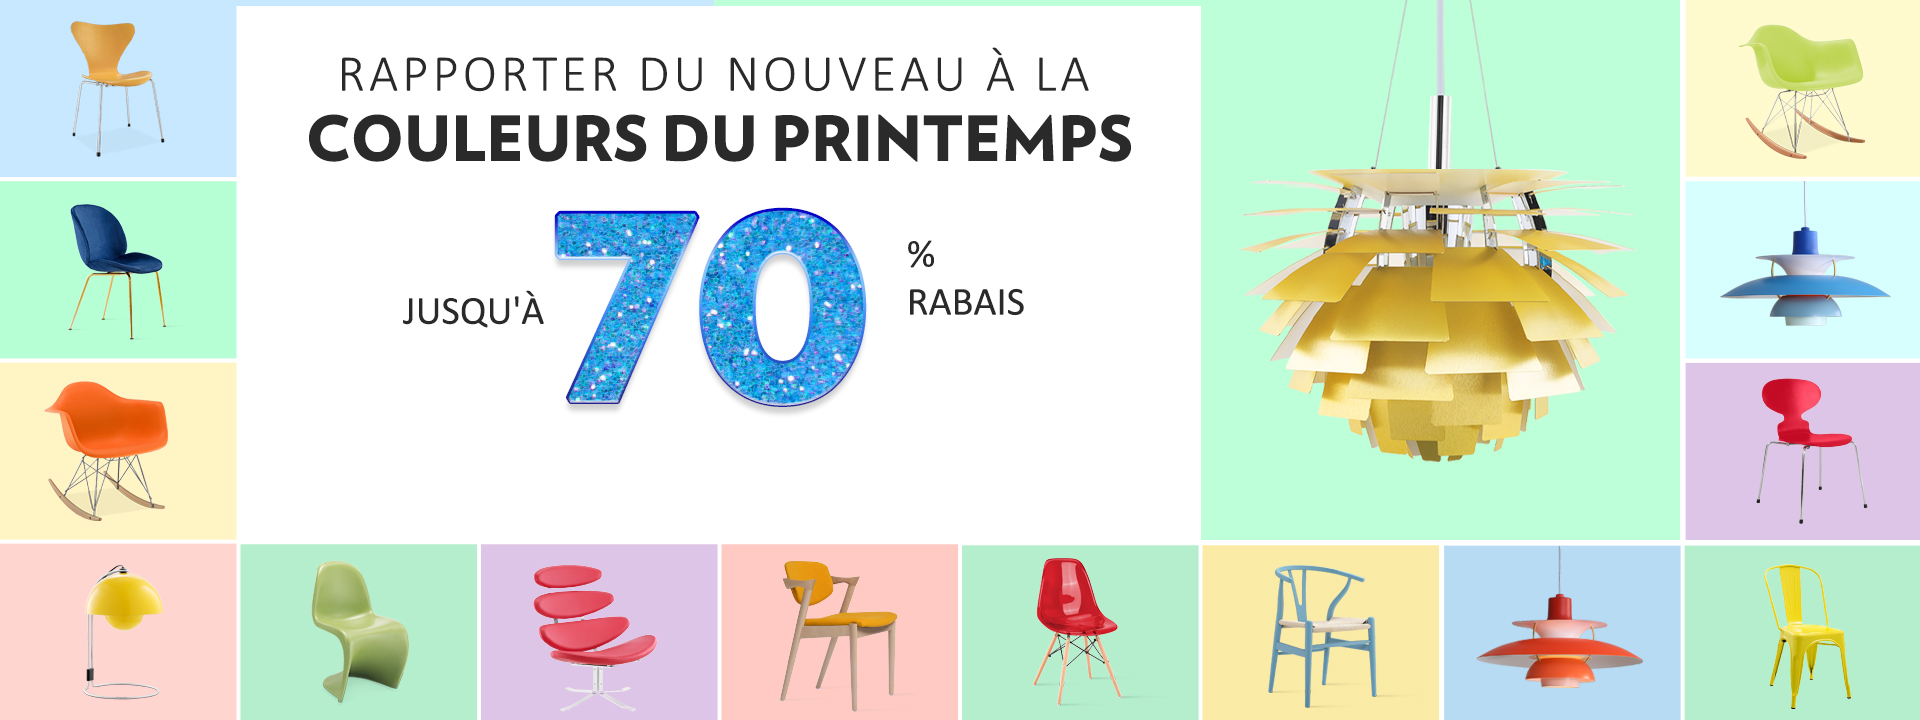 RAPPORTER DU NOUVEAU À LA
COULEURS DU PRINTEMPS
JUSQU'À 70 %
RABAIS